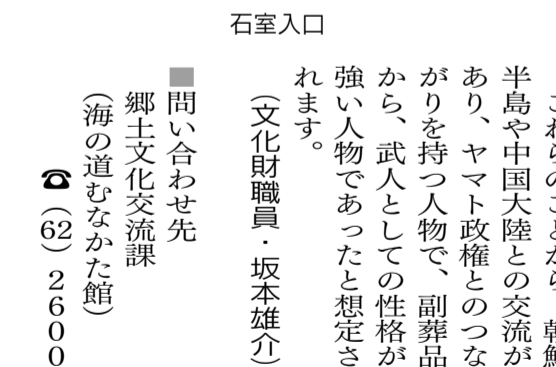 石室入口
これらのことから、朝鮮
半島や中国大陸との交流が
あり、ヤマト政権とのつな
がりを持つ人物で、副葬品
から、武人としての性格が
強い人物であったと想定さ
れます。
(文化財職員・坂本雄介)
■問い合わせ先
郷土文化交流課
(海の道むなかた館)
☎(62)2600